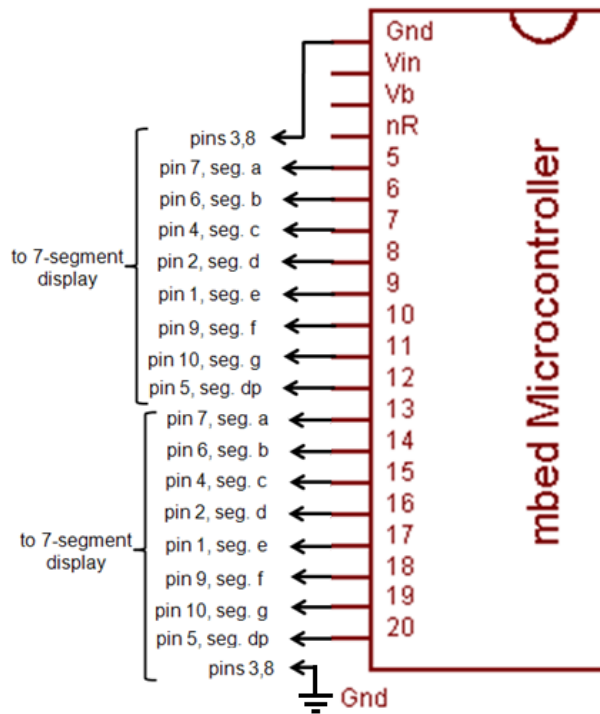 Gnd
Vin
Vb
nR
5
6
7
8
9
10
11
12
13
14
15
16
17
18
19
20
mbed Microcontroller
pins 3,8
pin 7, seg. a
pin 6, seg. b
pin 4, seg. c
pin 2, seg. d
pin 1, seg. e
pin 9, seg. f
pin 10, seg. g
pin 5, seg. dp
to 7-segment
display
pin 7, seg. a
pin 6, seg. b
pin 4, seg. c
pin 2, seg. d
pin 1, seg. e
pin 9, seg. f
pin 10, seg. g
pin 5, seg. dp
pins 3,8
to 7-segment
display
Gnd